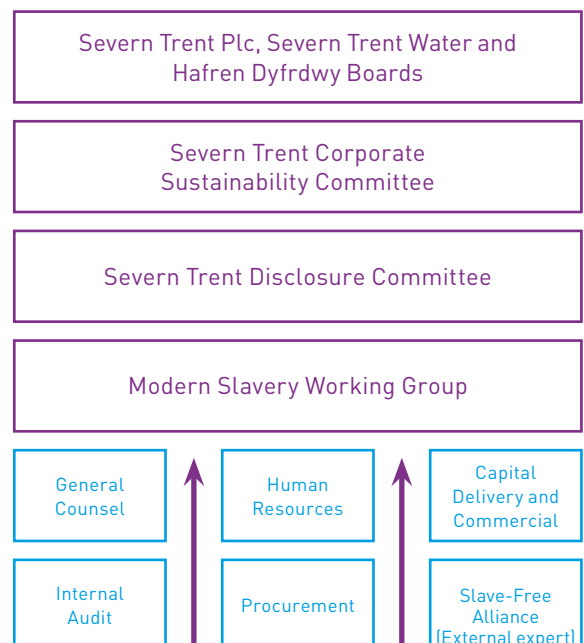 Severn Trent Plc, Severn Trent Water and
Hafren Dyfrdwy Boards
Severn Trent Corporate
Sustainability Committee
Severn Trent Disclosure Committee
Modern Slavery Working Group
General
Counsel
Human
Resources
Capital
Delivery and
Commercial
Internal
Audit
Procurement
Slave-Free
Alliance
(External expert)